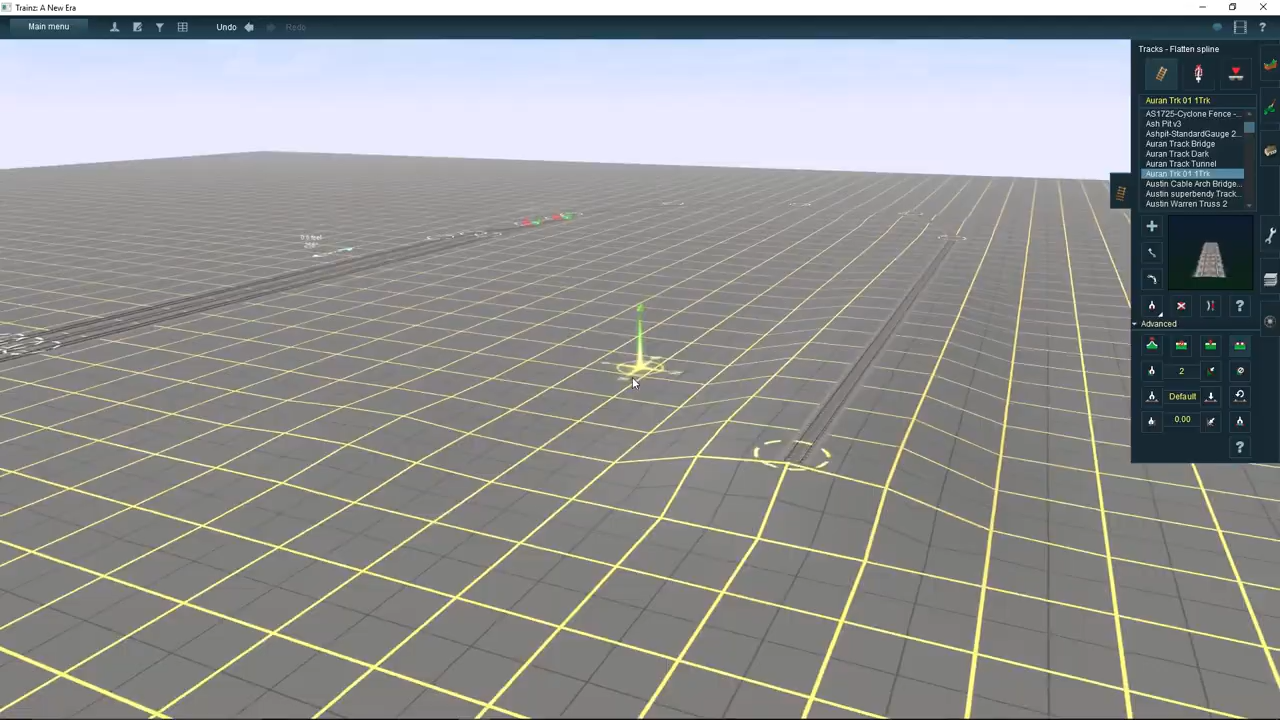 Trainz: A New Era
Main menu
Undo
Redo
Tracks - Flatten spline
Auran Trk 01 1Trk
AS1725-Cyclone Fence -...
Ash Pit v3
Ashpit-StandardGauge 2...
Auran Track Bridge
Auran Track Dark
Auran Track Tunnel
Auran Trk 01 1Trk
Austin Cable Arch Bridge...
Austin superbendy Track...
Austin Warren Truss 2
Advanced
2
Default
0.00